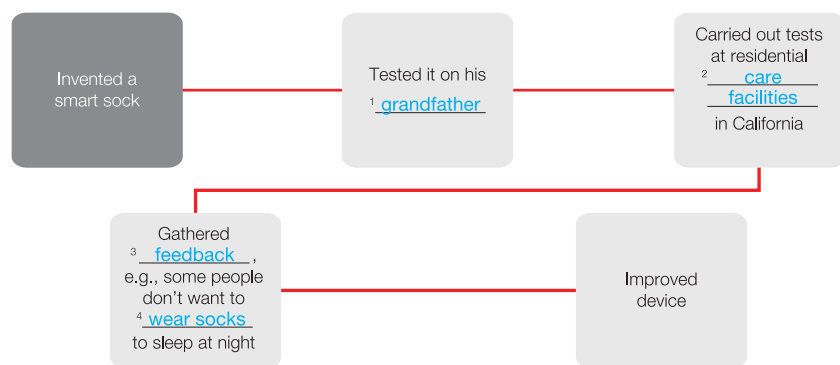 Invented a
smart sock
Tested it on his
1 grandfather
Carried out tests
at residential
2 care
facilities
in California
Gathered
3 feedback ,
e.g., some people
don't want to
4 wear socks
to sleep at night
Improved
device